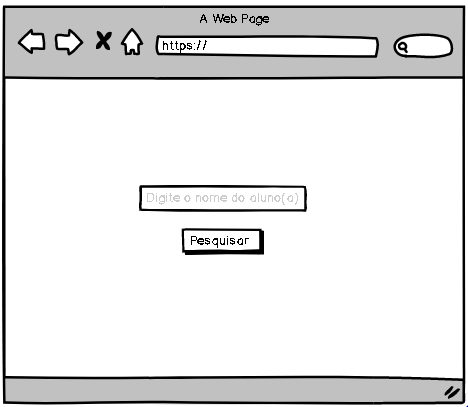 A Web Page
https://
Digite o nome do aluno(a)
Pesquisar